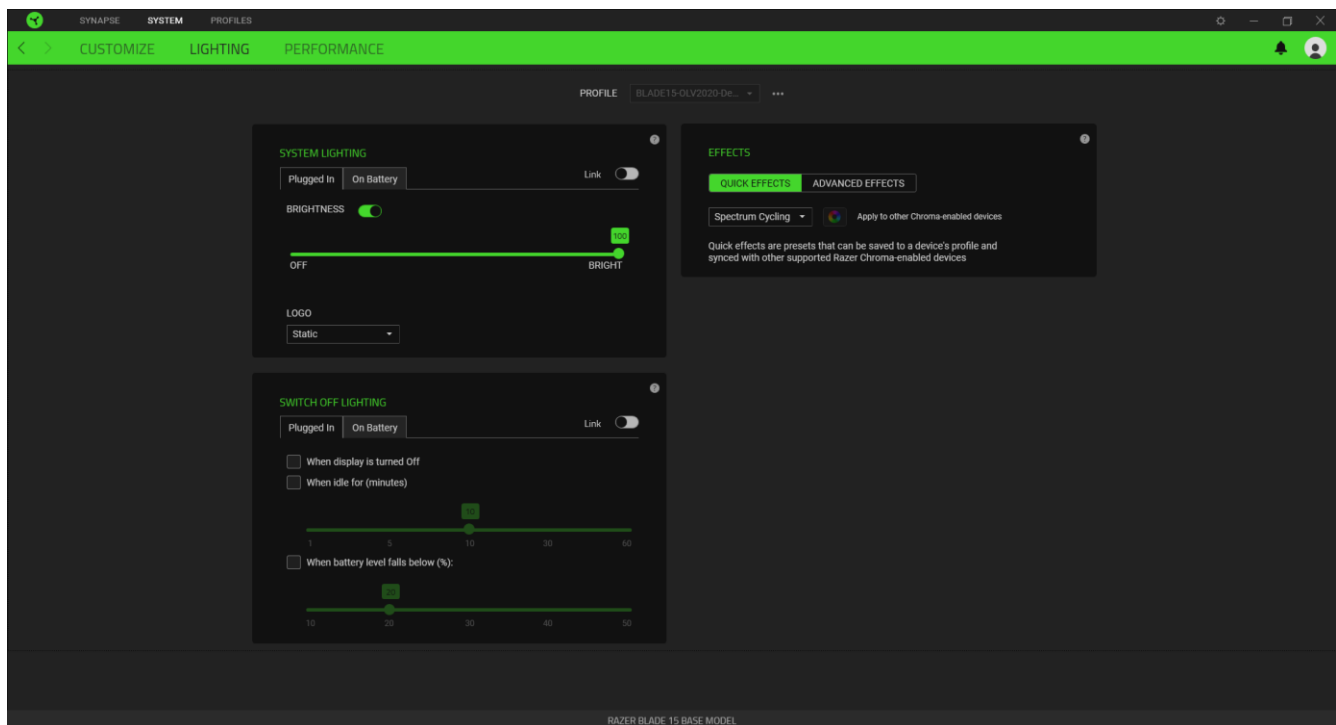 SYNAPSE SYSTEM PROFILES
CUSTOMIZE LIGHTING PERFORMANCE
PROFILE BLADE15-OLV2020-De... •••
SYSTEM LIGHTING
Plugged In On Battery Link
BRIGHTNESS
100
OFF BRIGHT
LOGO
Static
EFFECTS
QUICK EFFECTS ADVANCED EFFECTS
Spectrum Cycling Apply to other Chroma-enabled devices
Quick effects are presets that can be saved to a device's profile and
synced with other supported Razer Chroma-enabled devices
SWITCH OFF LIGHTING
Plugged In On Battery Link
When display is turned Off
When idle for (minutes)
10
1 5 10 30 60
When battery level falls below (%):
20
10 20 30 40 50
RAZER BLADE 15 BASE MODEL